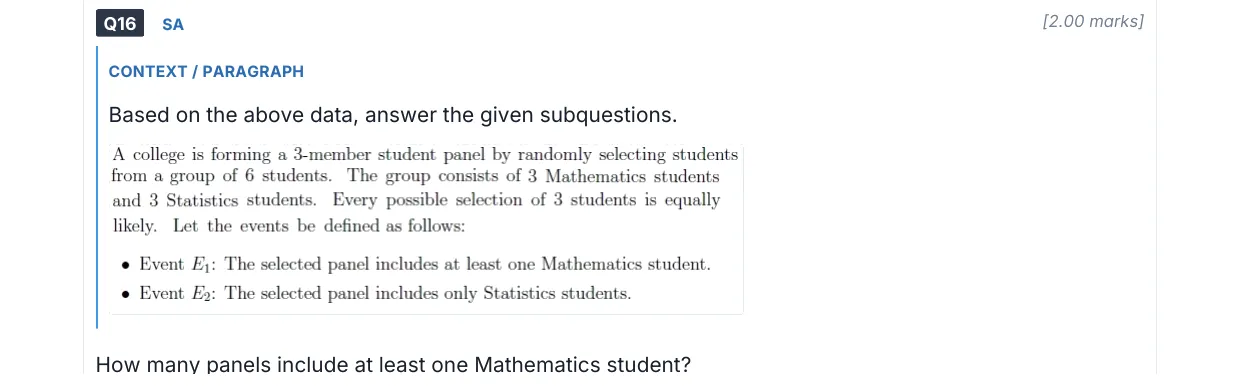 Q16 SA [2.00 marks]
CONTEXT / PARAGRAPH
Based on the above data, answer the given subquestions.
A college is forming a 3-member student panel by randomly selecting students
from a group of 6 students. The group consists of 3 Mathematics students
and 3 Statistics students. Every possible selection of 3 students is equally
likely. Let the events be defined as follows:
• Event E₁: The selected panel includes at least one Mathematics student.
• Event E₂: The selected panel includes only Statistics students.
How many panels include at least one Mathematics student?